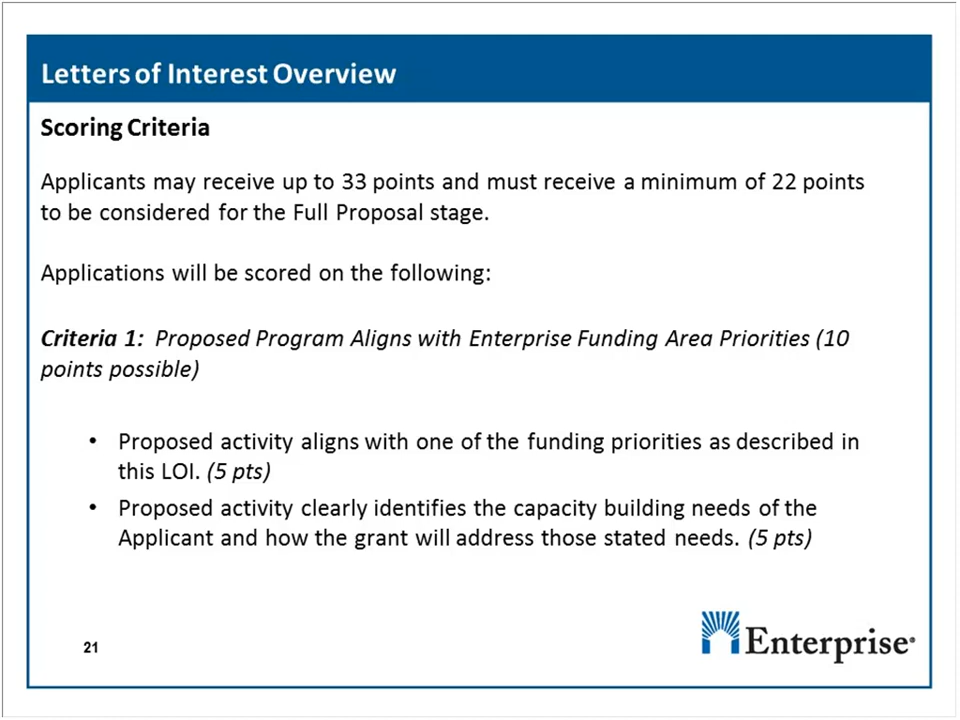 Letters of Interest Overview
Scoring Criteria
Applicants may receive up to 33 points and must receive a minimum of 22 points
to be considered for the Full Proposal stage.
Applications will be scored on the following:
Criteria 1: Proposed Program Aligns with Enterprise Funding Area Priorities (10
points possible)
• Proposed activity aligns with one of the funding priorities as described in
this LOI. (5 pts)
• Proposed activity clearly identifies the capacity building needs of the
Applicant and how the grant will address those stated needs. (5 pts)
21
Enterprise®